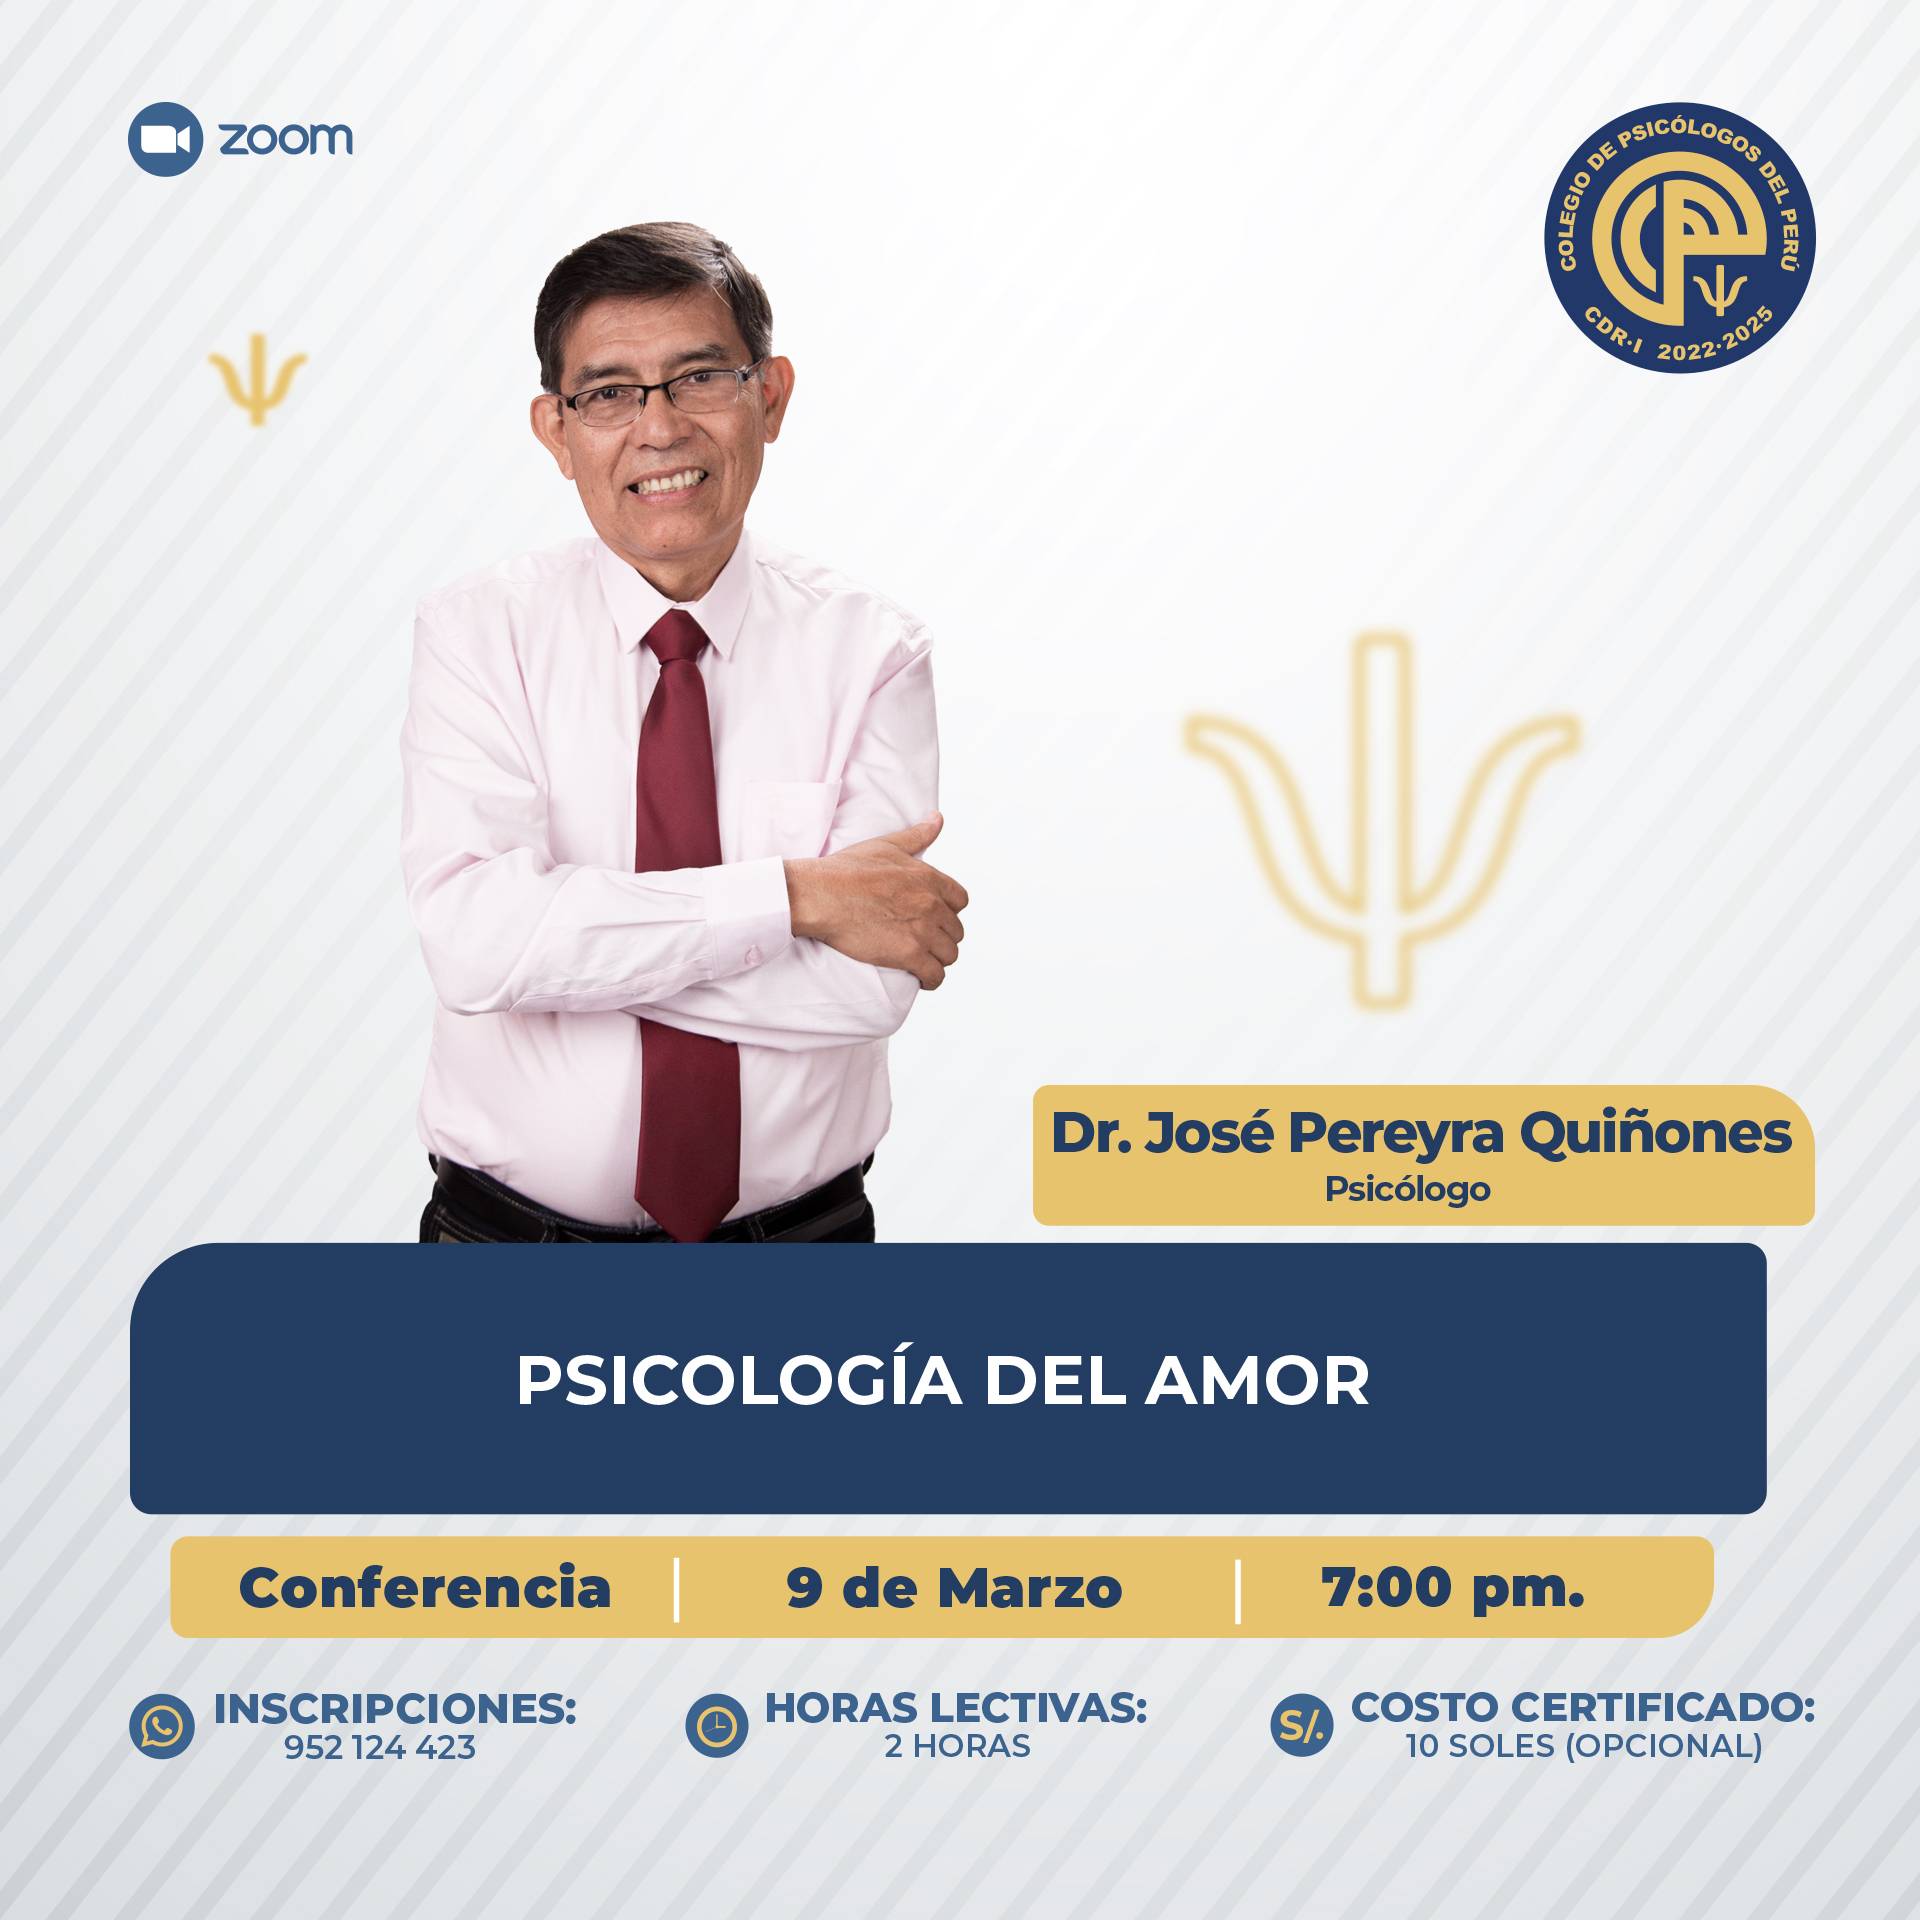 zoom
COLEGIO DE PSICÓLOGOS DEL PERÚ
CDR·I 2022·2025
Dr. José Pereyra Quiñones
Psicólogo
PSICOLOGÍA DEL AMOR
Conferencia | 9 de Marzo | 7:00 pm.
INSCRIPCIONES:
952 124 423
HORAS LECTIVAS:
2 HORAS
S/.
COSTO CERTIFICADO:
10 SOLES (OPCIONAL)